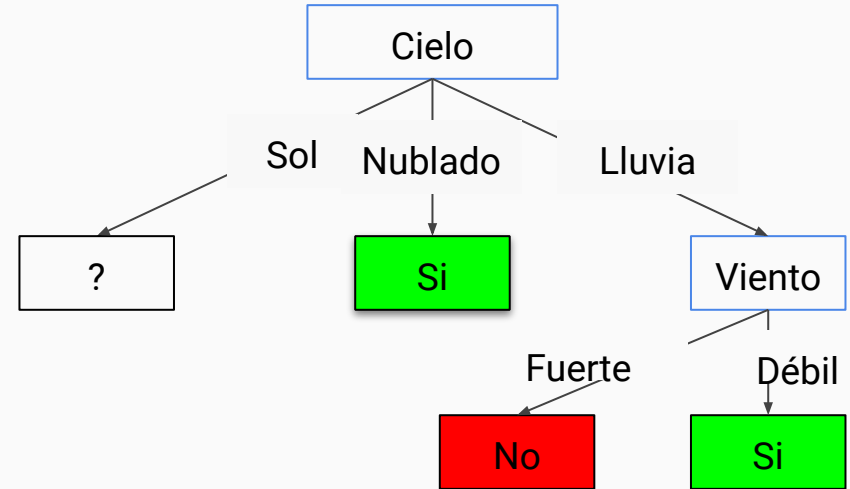 Cielo
Sol
Nublado
Lluvia
?
Si
Viento
Fuerte
Débil
No
Si